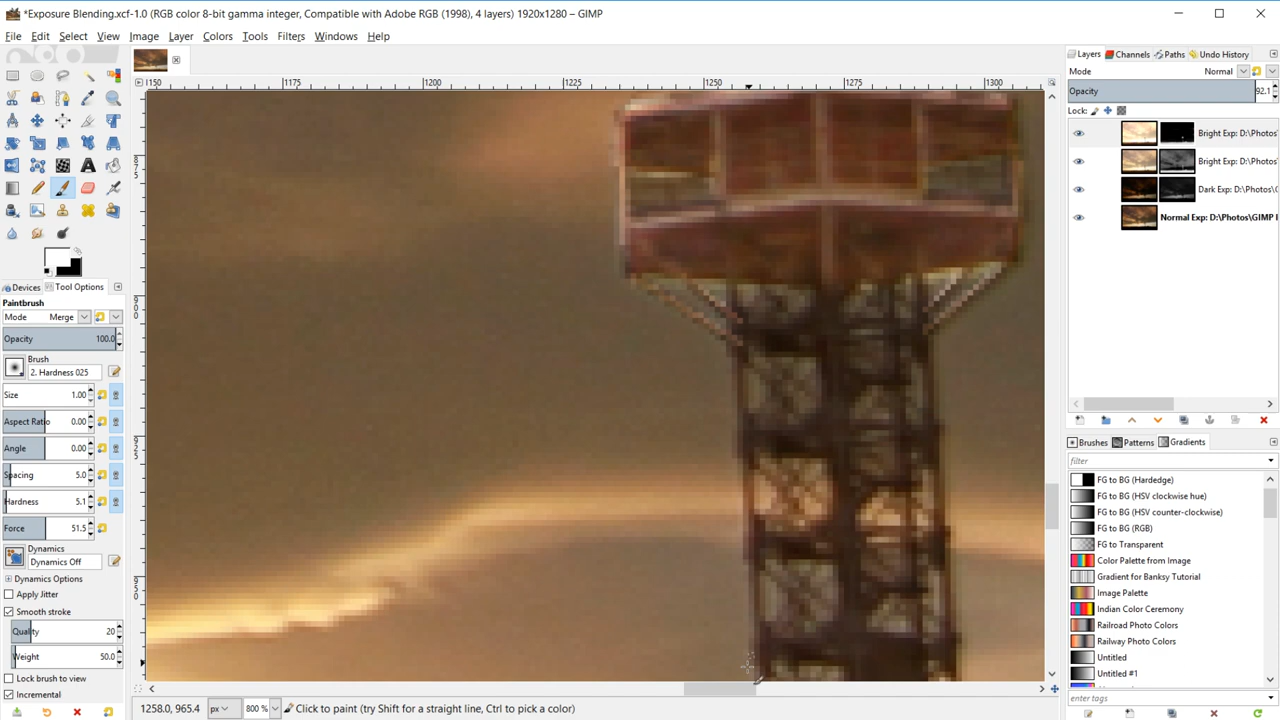 *Exposure Blending.xcf-1.0 (RGB color 8-bit gamma integer, Compatible with Adobe RGB (1998), 4 layers) 1920x1280 – GIMP
File Edit Select View Image Layer Colors Tools Filters Windows Help
1150 1175 1200 1225 1250 1275 1300
875
900
925
950
Devices Tool Options
Paintbrush
Mode Merge
Opacity 100.0
Brush
2. Hardness 025
Size 1.00
Aspect Ratio 0.00
Angle 0.00
Spacing 5.0
Hardness 5.1
Force 51.5
Dynamics
Dynamics Off
Dynamics Options
Apply Jitter
Smooth stroke
Quality 20
Weight 50.0
Lock brush to view
Incremental
1258.0, 965.4 px 800 % Click to paint (try Shift for a straight line, Ctrl to pick a color)
Layers Channels Paths Undo History
Mode Normal
Opacity 92.1
Lock:
Bright Exp: D:\Photos
Bright Exp: D:\Photos
Dark Exp: D:\Photos\
Normal Exp: D:\Photos\GIMP
Brushes Patterns Gradients
filter
FG to BG (Hardedge)
FG to BG (HSV clockwise hue)
FG to BG (HSV counter-clockwise)
FG to BG (RGB)
FG to Transparent
Color Palette from Image
Gradient for Banksy Tutorial
Image Palette
Indian Color Ceremony
Railroad Photo Colors
Railway Photo Colors
Untitled
Untitled #1
enter tags